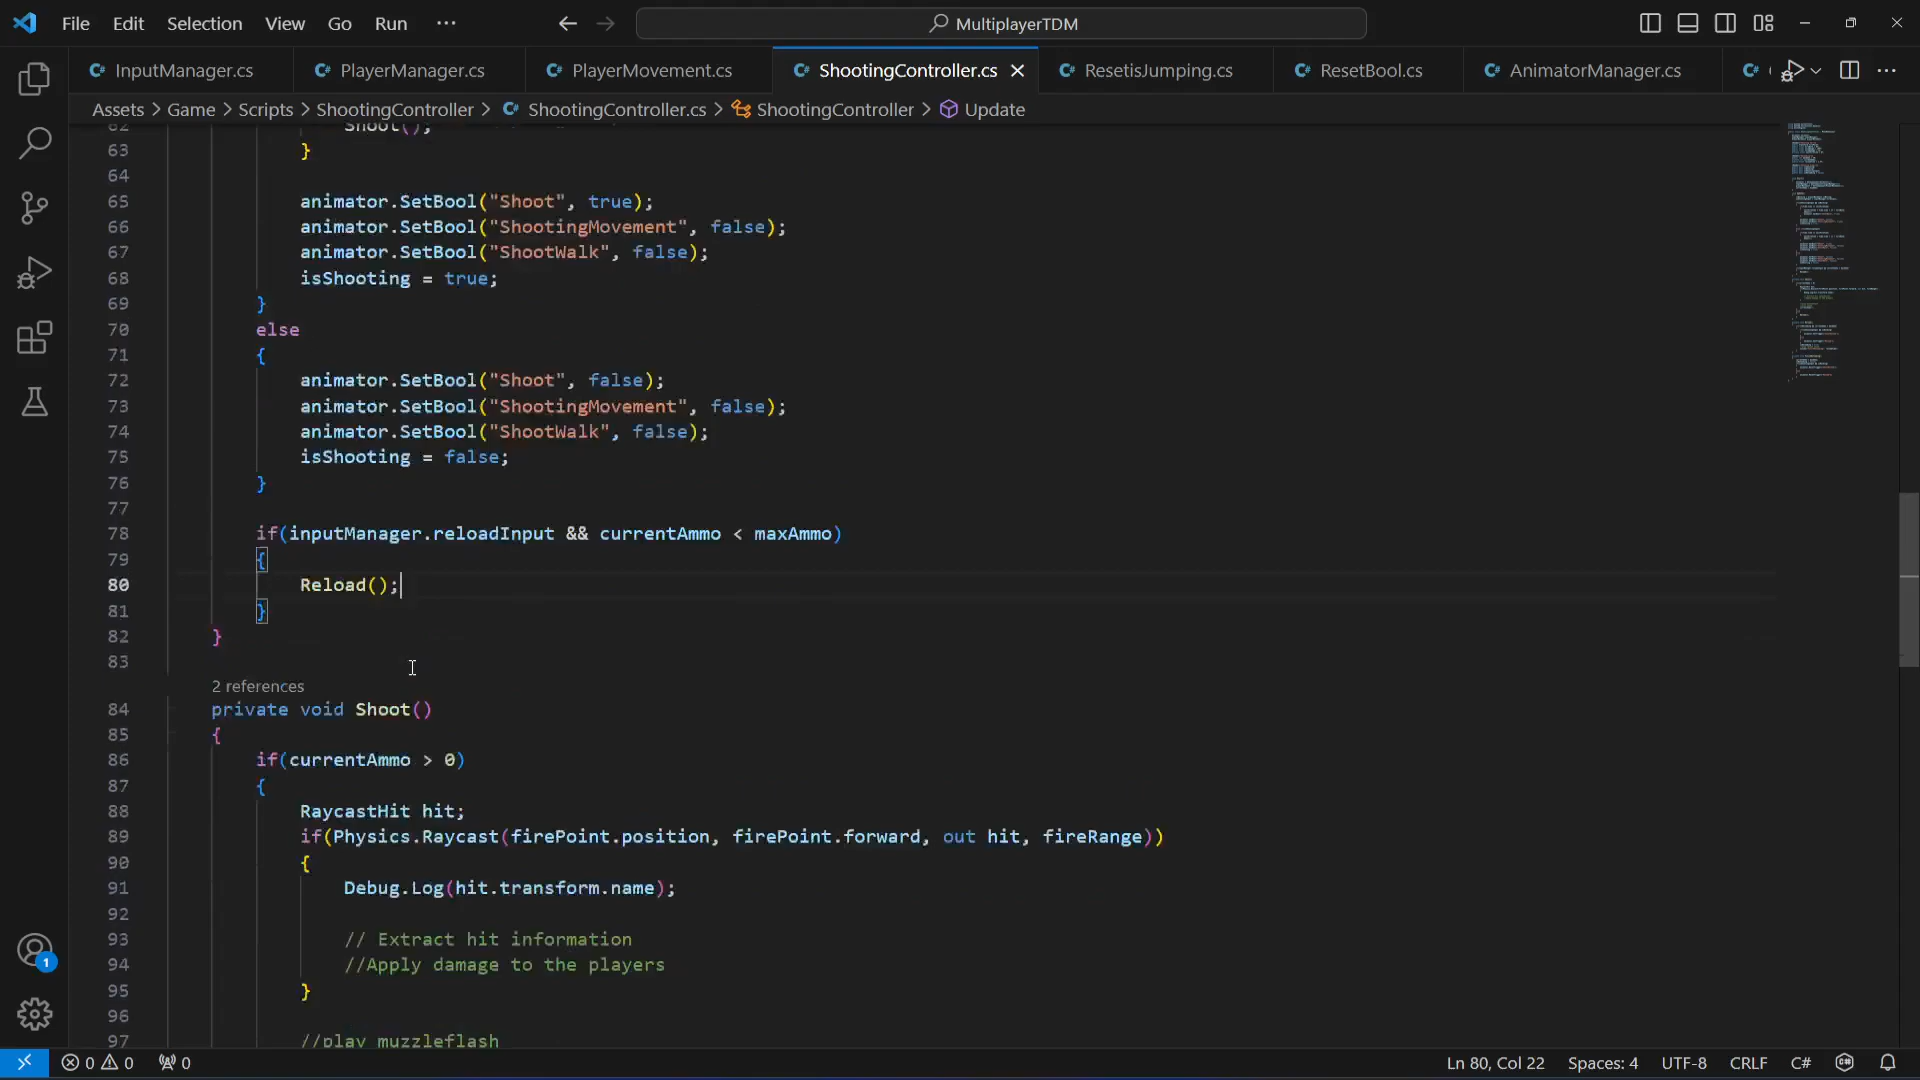 File Edit Selection View Go Run ··· MultiplayerTDM
InputManager.cs PlayerManager.cs PlayerMovement.cs ShootingController.cs ResetisJumping.cs ResetBool.cs AnimatorManager.cs
Assets > Game > Scripts > ShootingController > ShootingController.cs > ShootingController > Update
62 Shoot();
63 }
64
65 animator.SetBool("Shoot", true);
66 animator.SetBool("ShootingMovement", false);
67 animator.SetBool("ShootWalk", false);
68 isShooting = true;
69 }
70 else
71 {
72 animator.SetBool("Shoot", false);
73 animator.SetBool("ShootingMovement", false);
74 animator.SetBool("ShootWalk", false);
75 isShooting = false;
76 }
77
78 if(inputManager.reloadInput && currentAmmo < maxAmmo)
79 {
80 Reload();
81 }
82 }
83
2 references
84 private void Shoot()
85 {
86 if(currentAmmo > 0)
87 {
88 RaycastHit hit;
89 if(Physics.Raycast(firePoint.position, firePoint.forward, out hit, fireRange))
90 {
91 Debug.Log(hit.transform.name);
92
93 // Extract hit information
94 //Apply damage to the players
95 }
96
97 //play muzzleflash
1
0 0 0 Ln 80, Col 22 Spaces: 4 UTF-8 CRLF C#